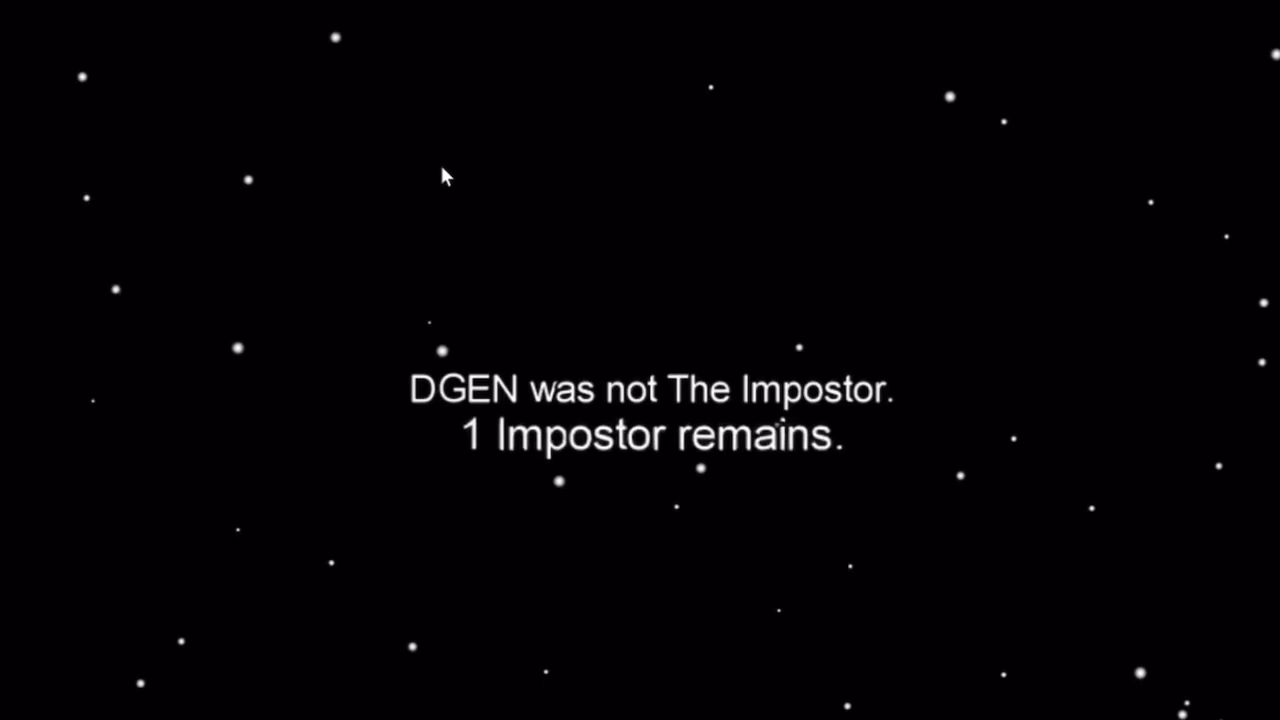 DGEN was not The Impostor.
1 Impostor remains.